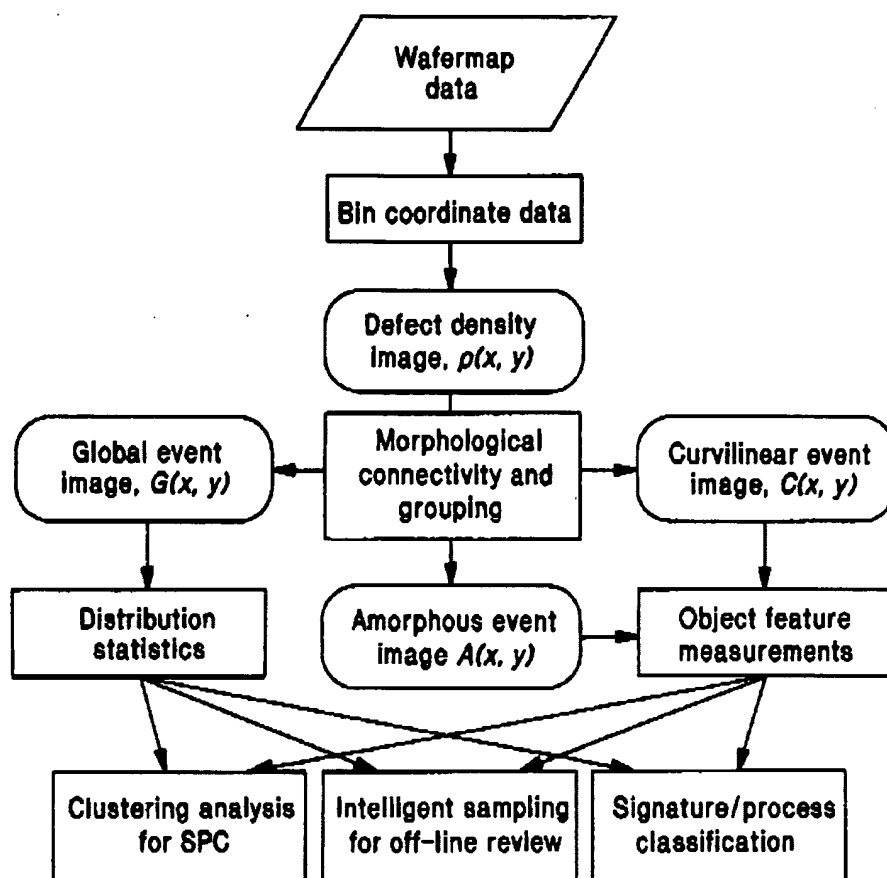 Wafermap
data
Bin coordinate data
Defect density
image, ρ(x, y)
Global event
image, G(x, y)
Morphological
connectivity and
grouping
Curvilinear event
image, C(x, y)
Distribution
statistics
Amorphous event
image A(x, y)
Object feature
measurements
Clustering analysis
for SPC
Intelligent sampling
for off-line review
Signature/process
classification